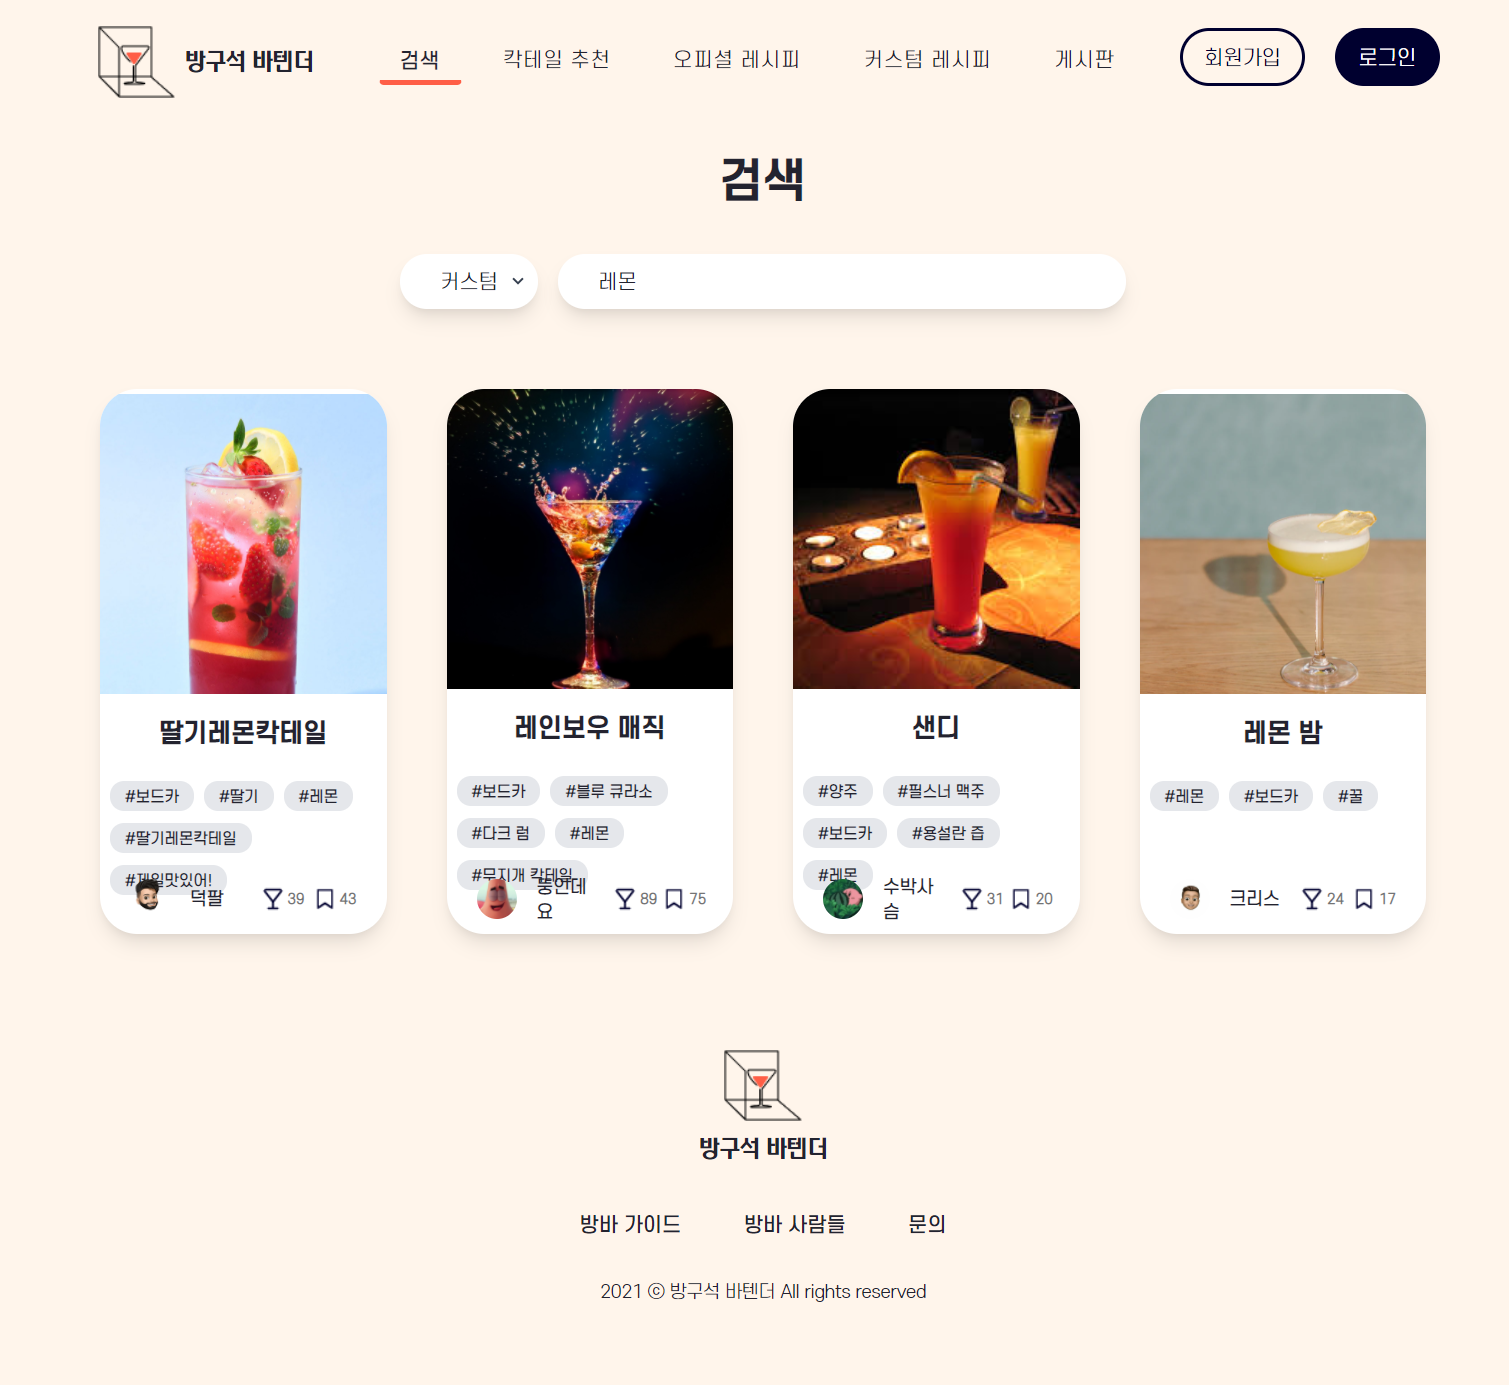 방구석 바텐더
검색
칵테일 추천
오피셜 레시피
커스텀 레시피
게시판
회원가입
로그인
검색
커스텀
레몬
딸기레몬칵테일
#보드카 #딸기 #레몬
#딸기레몬칵테일
#제일맛있어!
덕팔
39 43
레인보우 매직
#보드카 #블루 큐라소
#다크 럼 #레몬
#무지개 칵테일
뚱인데
요
89 75
샌디
#양주 #필스너 맥주
#보드카 #용설란 즙
#레몬
수박사
슴
31 20
레몬 밤
#레몬 #보드카 #꿀
크리스
24 17
방구석 바텐더
방바 가이드
방바 사람들
문의
2021 ⓒ 방구석 바텐더 All rights reserved